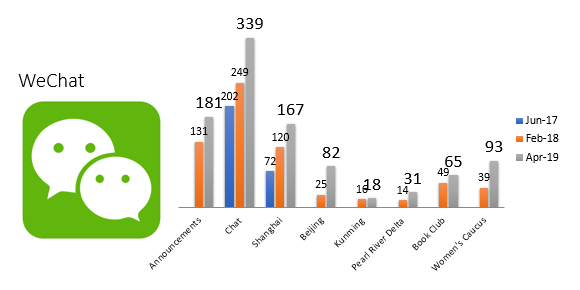 WeChat
339
249
202
181
131
167
120
72
82
25
16
18
14
31
49
65
39
93
Jun-17
Feb-18
Apr-19
Announcements
Chat
Shanghai
Beijing
Kunming
Pearl River Delta
Book Club
Women's Caucus